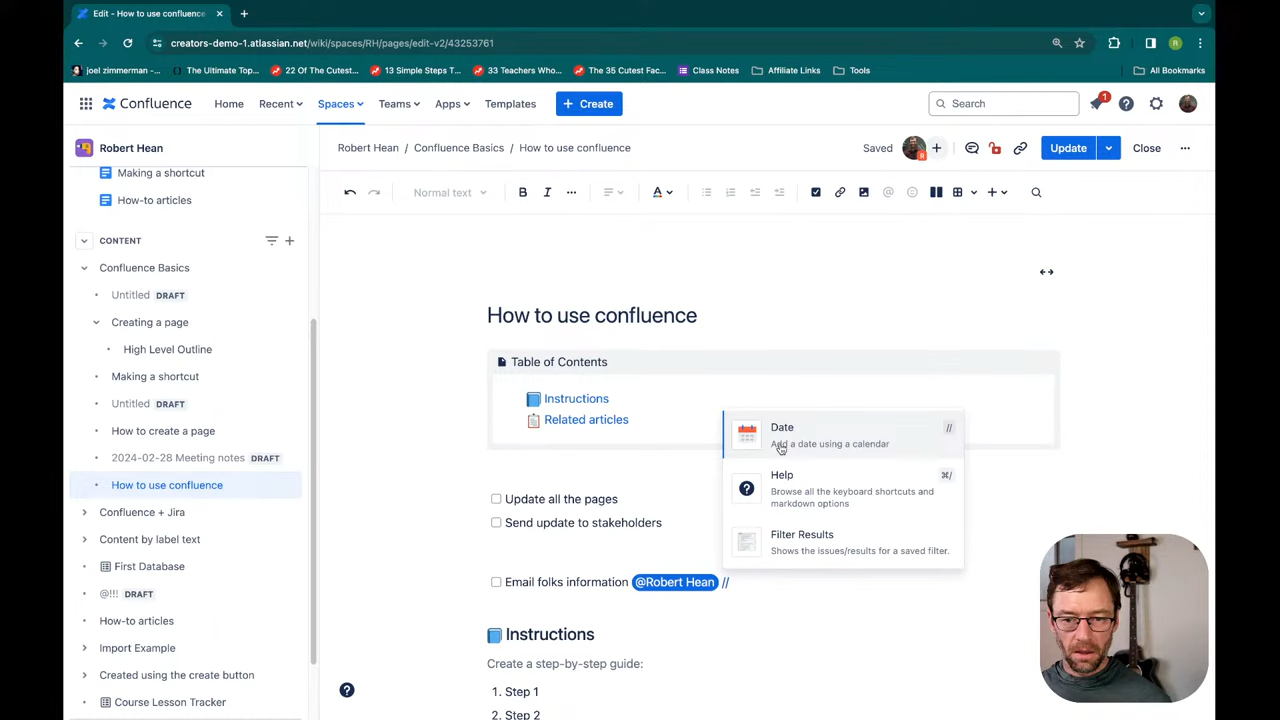 Edit - How to use confluence
creators-demo-1.atlassian.net/wiki/spaces/RH/pages/edit-v2/43253761
R
joel zimmerman -...
The Ultimate Top...
22 Of The Cutest...
13 Simple Steps T...
33 Teachers Who...
The 35 Cutest Fac...
Class Notes
Affiliate Links
Tools
All Bookmarks
Confluence
Home
Recent
Spaces
Teams
Apps
Templates
+ Create
Search
1
Robert Hean
Making a shortcut
How-to articles
CONTENT
Confluence Basics
Untitled DRAFT
Creating a page
High Level Outline
Making a shortcut
Untitled DRAFT
How to create a page
2024-02-28 Meeting notes DRAFT
How to use confluence
Confluence + Jira
Content by label text
First Database
@!!! DRAFT
How-to articles
Import Example
Created using the create button
Course Lesson Tracker
Robert Hean / Confluence Basics / How to use confluence
Saved
R
Update
Close
Normal text
B
I
A
How to use confluence
Table of Contents
Instructions
Related articles
Date
//
Add a date using a calendar
Help
⌘/
Browse all the keyboard shortcuts and
markdown options
Filter Results
Shows the issues/results for a saved filter.
Update all the pages
Send update to stakeholders
Email folks information @Robert Hean //
Instructions
Create a step-by-step guide:
1. Step 1
2. Step 2